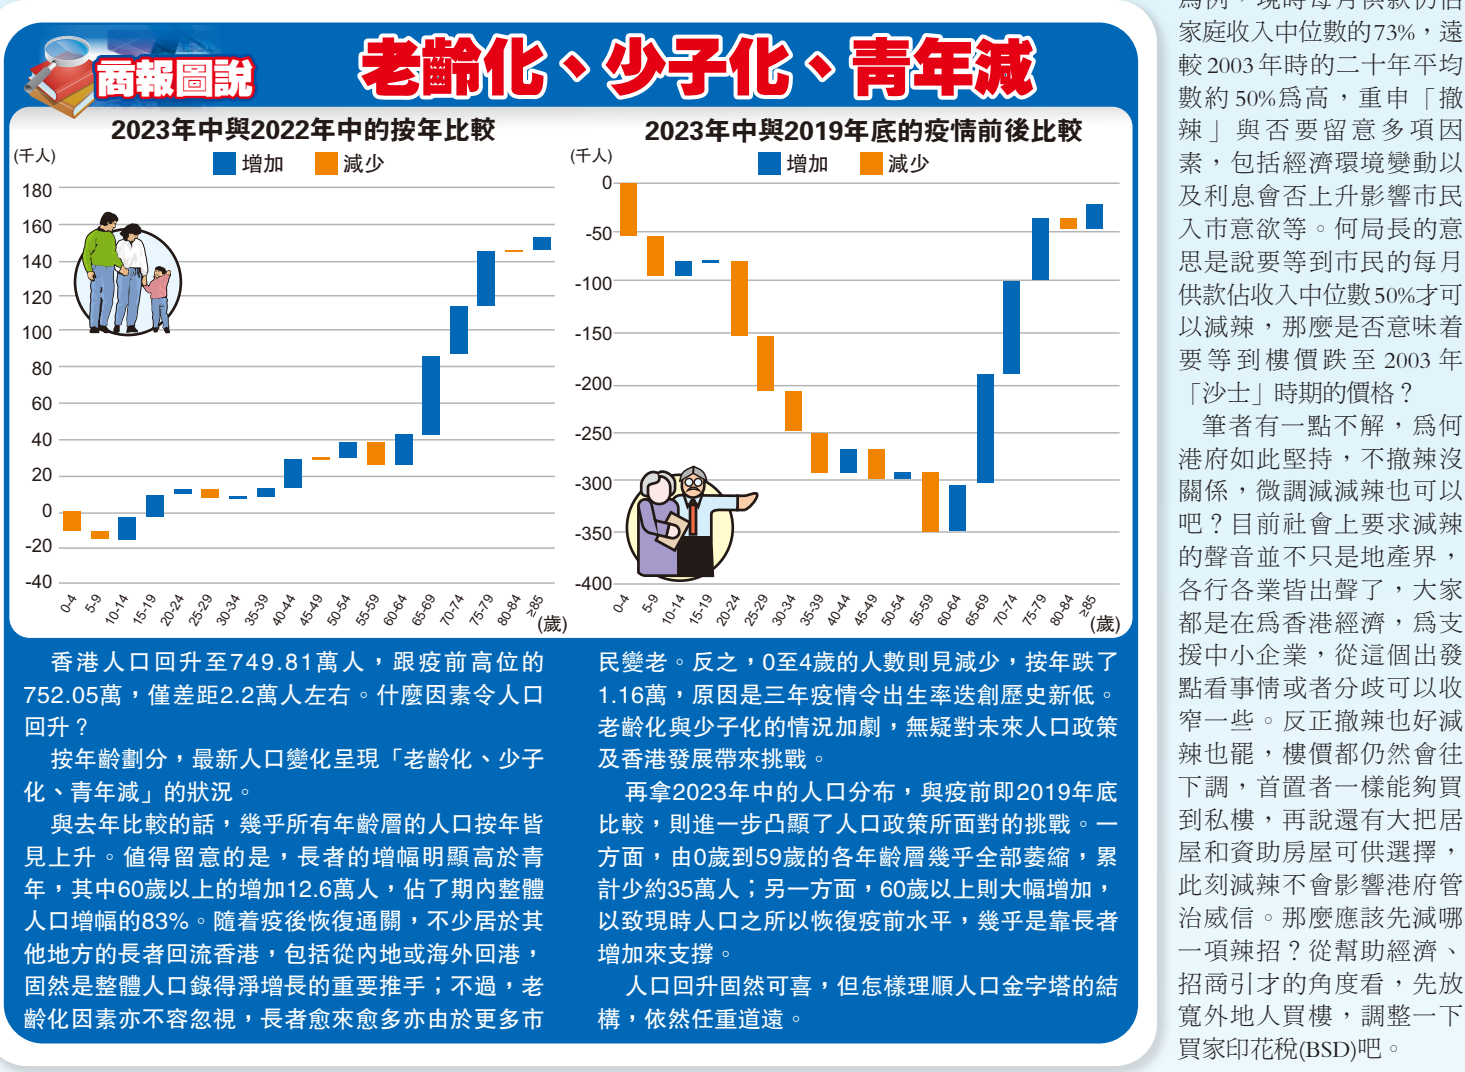 商報圖說
老齡化、少子化、青年減
2023年中與2022年中的按年比較
(千人)
增加 減少
180
160
140
120
100
80
60
40
20
0
-20
-40
0-4 5-9 10-14 15-19 20-24 25-29 30-34 35-39 40-44 45-49 50-54 55-59 60-64 65-69 70-74 75-79 80-84 ≥85
(歲)
2023年中與2019年底的疫情前後比較
(千人)
增加 減少
0
-50
-100
-150
-200
-250
-300
-350
-400
0-4 5-9 10-14 15-19 20-24 25-29 30-34 35-39 40-44 45-49 50-54 55-59 60-64 65-69 70-74 75-79 80-84 ≥85
(歲)
香港人口回升至749.81萬人，跟疫前高位的
752.05萬，僅差距2.2萬人左右。什麼因素令人口
回升？
按年齡劃分，最新人口變化呈現「老齡化、少子
化、青年減」的狀況。
與去年比較的話，幾乎所有年齡層的人口按年皆
見上升。值得留意的是，長者的增幅明顯高於青
年，其中60歲以上的增加12.6萬人，佔了期內整體
人口增幅的83%。隨着疫後恢復通關，不少居於其
他地方的長者回流香港，包括從內地或海外回港，
固然是整體人口錄得淨增長的重要推手；不過，老
齡化因素亦不容忽視，長者愈來愈多亦由於更多市
民變老。反之，0至4歲的人數則見減少，按年跌了
1.16萬，原因是三年疫情令出生率迭創歷史新低。
老齡化與少子化的情況加劇，無疑對未來人口政策
及香港發展帶來挑戰。
再拿2023年中的人口分布，與疫前即2019年底
比較，則進一步凸顯了人口政策所面對的挑戰。一
方面，由0歲到59歲的各年齡層幾乎全部萎縮，累
計少約35萬人；另一方面，60歲以上則大幅增加，
以致現時人口之所以恢復疫前水平，幾乎是靠長者
增加來支撐。
人口回升固然可喜，但怎樣理順人口金字塔的結
構，依然任重道遠。
為例，現時每月供款仍佔
家庭收入中位數的73%，遠
較2003年時的二十年平均
數約50%為高，重申「撤
辣」與否要留意多項因
素，包括經濟環境變動以
及利息會否上升影響市民
入市意欲等。何局長的意
思是說要等到市民的每月
供款佔收入中位數50%才可
以減辣，那麼是否意味着
要等到樓價跌至2003年
「沙士」時期的價格？
筆者有一點不解，為何
港府如此堅持，不撤辣沒
關係，微調減減辣也可以
吧？目前社會上要求減辣
的聲音並不只是地產界，
各行各業皆出聲了，大家
都是在為香港經濟，為支
援中小企業，從這個出發
點看事情或者分歧可以收
窄一些。反正撤辣也好減
辣也罷，樓價都仍然會往
下調，首置者一樣能夠買
到私樓，再說還有大把居
屋和資助房屋可供選擇，
此刻減辣不會影響港府管
治威信。那麼應該先減哪
一項辣招？從幫助經濟、
招商引才的角度看，先放
寬外地人買樓，調整一下
買家印花稅(BSD)吧。